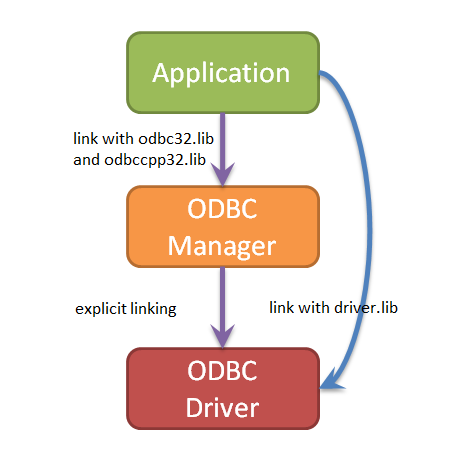 Application
link with odbc32.lib
and odbccpp32.lib
ODBC
Manager
explicit linking
link with driver.lib
ODBC
Driver